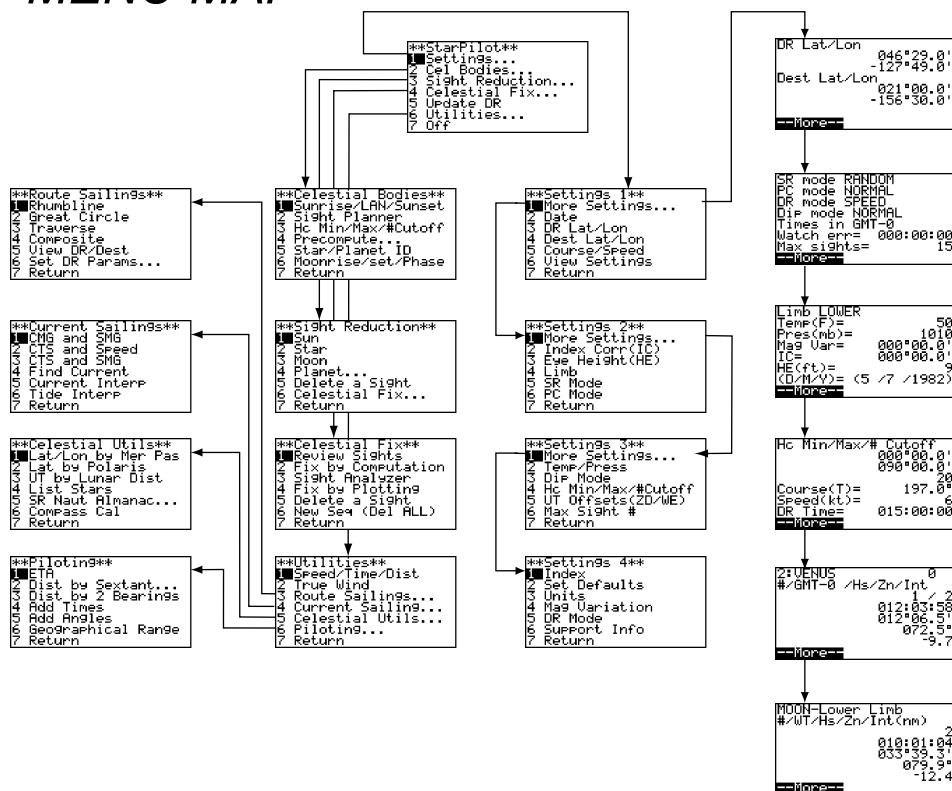 MENU MAP
**StarPilot**
1 Settings...
2 Cel Bodies...
3 Sight Reduction...
4 Celestial Fix...
5 Update DR
6 Utilities...
7 Off
**Route Sailings**
1 Rhumbline
2 Great Circle
3 Traverse
4 Composite
5 View DR/Dest
6 Set DR Params...
7 Return
**Current Sailings**
1 CMG and SMG
2 CTS and Speed
3 CTS and SMG
4 Find Current
5 Current Interp
6 Tide Interp
7 Return
**Celestial Utils**
1 Lat/Lon by Mer Pas
2 Lat by Polaris
3 UT by Lunar Dist
4 List Stars
5 SR Naut Almanac...
6 Compass Cal
7 Return
**Piloting**
1 ETA
2 Dist by Sextant...
3 Dist by 2 Bearings
4 Add Times
5 Add Angles
6 Geographical Range
7 Return
**Celestial Bodies**
1 Sunrise/LAN/Sunset
2 Sight Planner
3 Hc Min/Max/#Cutoff
4 Precompute...
5 Star/Planet ID
6 Moonrise/set/Phase
7 Return
**Sight Reduction**
1 Sun
2 Star
3 Moon
4 Planet...
5 Delete a Sight
6 Celestial Fix...
7 Return
**Celestial Fix**
1 Review Sights
2 Fix by Computation
3 Sight Analyzer
4 Fix by Plotting
5 Delete a Sight
6 New Seq (Del ALL)
7 Return
**Utilities**
1 Speed/Time/Dist
2 True Wind
3 Route Sailings...
4 Current Sailing...
5 Celestial Utils...
6 Piloting...
7 Return
**Settings 1**
1 More Settings...
2 Date
3 DR Lat/Lon
4 Dest Lat/Lon
5 Course/Speed
6 View Settings
7 Return
**Settings 2**
1 More Settings...
2 Index Corr(IC)
3 Eye Height(HE)
4 Limb
5 SR Mode
6 PC Mode
7 Return
**Settings 3**
1 More Settings...
2 Temp/Press
3 Dip Mode
4 Hc Min/Max/#Cutoff
5 UT Offsets(ZD/WE)
6 Max Sight #
7 Return
**Settings 4**
1 Index
2 Set Defaults
3 Units
4 Mag Variation
5 DR Mode
6 Support Info
7 Return
DR Lat/Lon
046°29.0'
-127°49.0'
Dest Lat/Lon
021°00.0'
-156°30.0'
--More--
SR mode RANDOM
PC mode NORMAL
DR mode SPEED
Dip mode NORMAL
Times in GMT-0
Watch err= 000:00:00
Max sights= 15
--More--
Limb LOWER
Temp(F)= 50
Pres(mb)= 1010
Mag Var= 000°00.0'
IC= 000°00.0'
HE(ft)= 9
(D/M/Y)= (5 /7 /1982)
--More--
Hc Min/Max/# Cutoff
000°00.0'
090°00.0'
20
Course(T)= 197.0°
Speed(kt)= 6
DR Time= 015:00:00
--More--
2:VENUS 0
#/GMT-0 /Hs/Zn/Int
1 / 2
012:03:58
012°06.5'
072.5°
-9.7
--More--
MOON-Lower Limb
#/WT/Hs/Zn/Int(nm)
2
010:01:04
033°39.3'
079.9°
-12.4
--More--